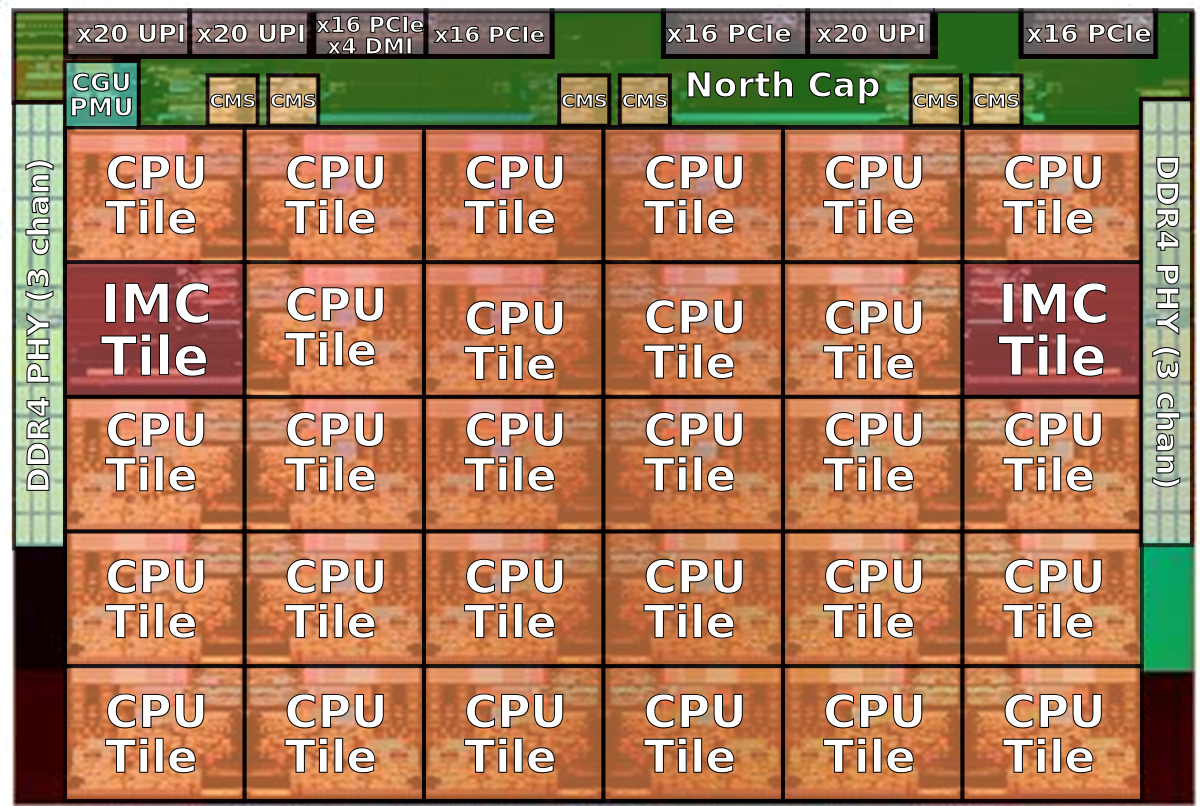 x20 UPI
x20 UPI
x16 PCIe
x4 DMI
x16 PCIe
x16 PCIe
x20 UPI
x16 PCIe
CGU
PMU
CMS
CMS
CMS
CMS
North Cap
CMS
CMS
DDR4 PHY (3 chan)
DDR4 PHY (3 chan)
CPU
Tile
CPU
Tile
CPU
Tile
CPU
Tile
CPU
Tile
CPU
Tile
IMC
Tile
CPU
Tile
CPU
Tile
CPU
Tile
CPU
Tile
IMC
Tile
CPU
Tile
CPU
Tile
CPU
Tile
CPU
Tile
CPU
Tile
CPU
Tile
CPU
Tile
CPU
Tile
CPU
Tile
CPU
Tile
CPU
Tile
CPU
Tile
CPU
Tile
CPU
Tile
CPU
Tile
CPU
Tile
CPU
Tile
CPU
Tile